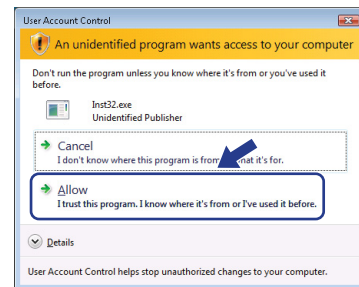 User Account Control
An unidentified program wants access to your computer
Don't run the program unless you know where it's from or you've used it
before.
Inst32.exe
Unidentified Publisher
Cancel
I don't know where this program is from it's for.
Allow
I trust this program. I know where it's from or I've used it before.
Details
User Account Control helps stop unauthorized changes to your computer.